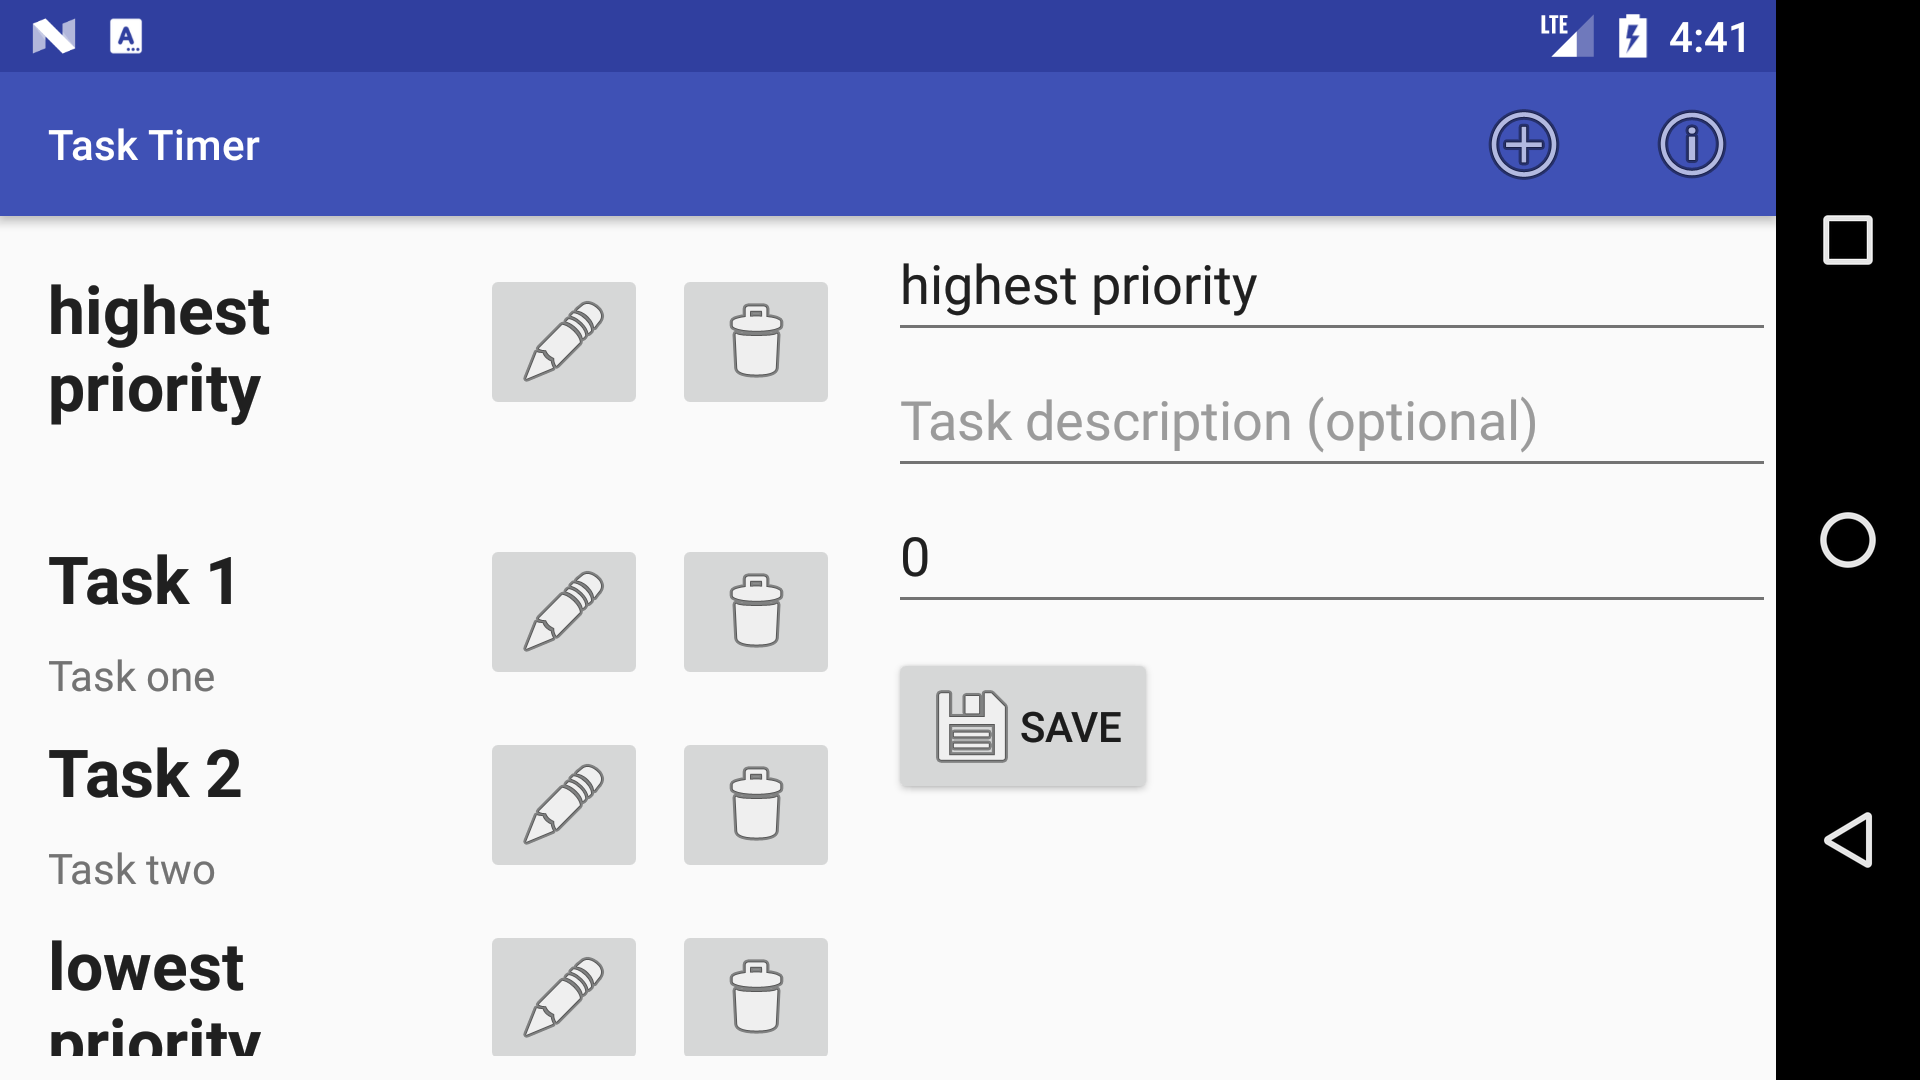 LTE 4:41
Task Timer
highest
priority
Task 1
Task one
Task 2
Task two
lowest
priority
highest priority
Task description (optional)
0
SAVE